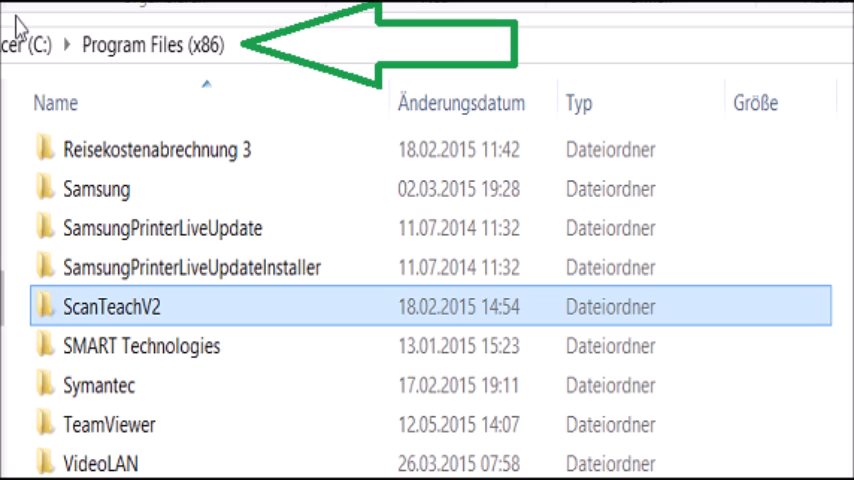 cer (C:) Program Files (x86)
Name Änderungsdatum Typ Größe
Reisekostenabrechnung 3 18.02.2015 11:42 Dateiordner
Samsung 02.03.2015 19:28 Dateiordner
SamsungPrinterLiveUpdate 11.07.2014 11:32 Dateiordner
SamsungPrinterLiveUpdateInstaller 11.07.2014 11:32 Dateiordner
ScanTeachV2 18.02.2015 14:54 Dateiordner
SMART Technologies 13.01.2015 15:23 Dateiordner
Symantec 17.02.2015 19:11 Dateiordner
TeamViewer 12.05.2015 14:07 Dateiordner
VideoLAN 26.03.2015 07:58 Dateiordner